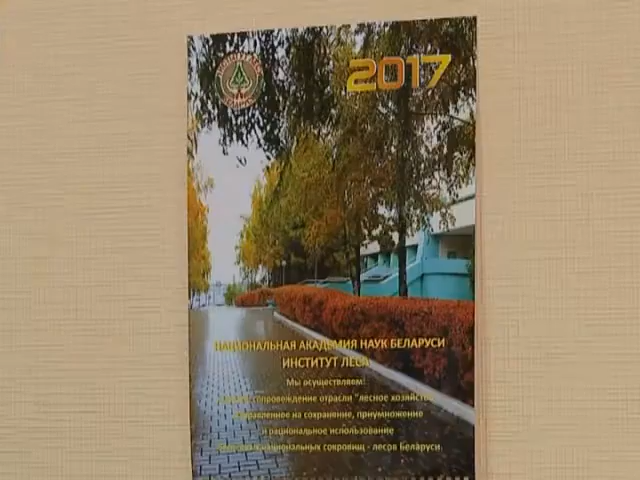 2017
НАЦИОНАЛЬНАЯ АКАДЕМИЯ НАУК БЕЛАРУСИ
ИНСТИТУТ ЛЕСА
Мы осуществляем:
сопровеждение отрасли "лесное хозяйство"
на сохранение, приумножение
и рациональное использование
национальных сокровищ - лесов Беларуси.